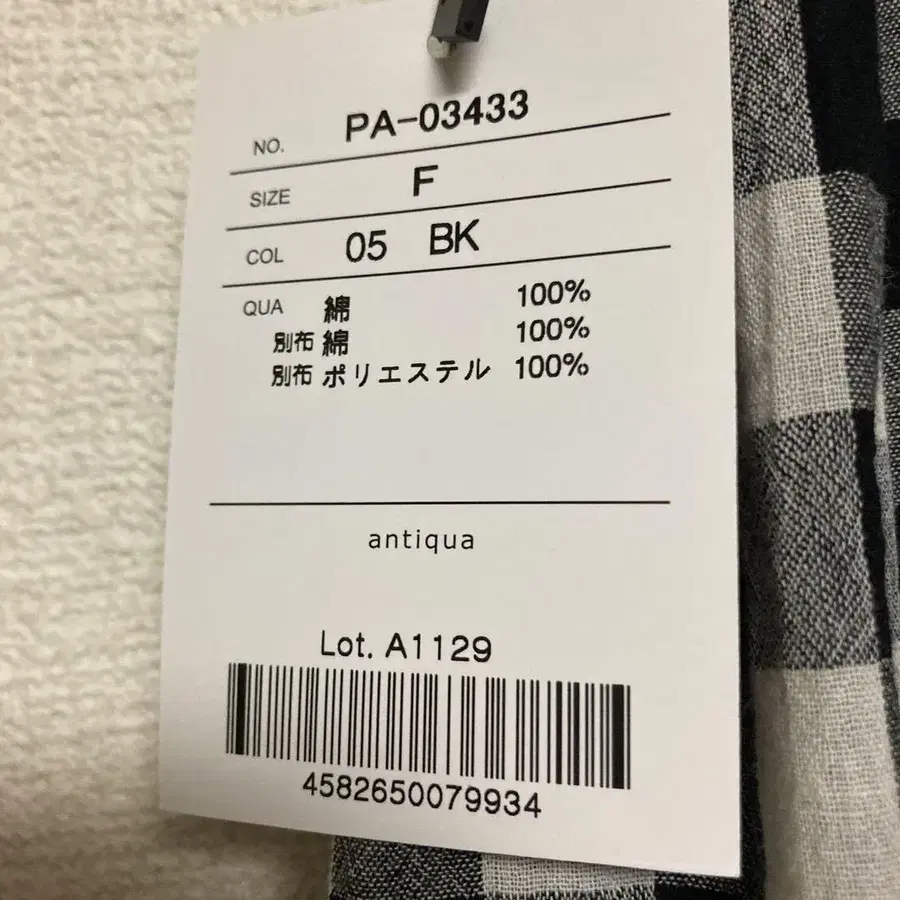 NO. PA-03433
SIZE F
COL 05 BK
QUA 綿 100%
別布 綿 100%
別布 ポリエステル 100%
antiqua
Lot. A1129
4582650079934